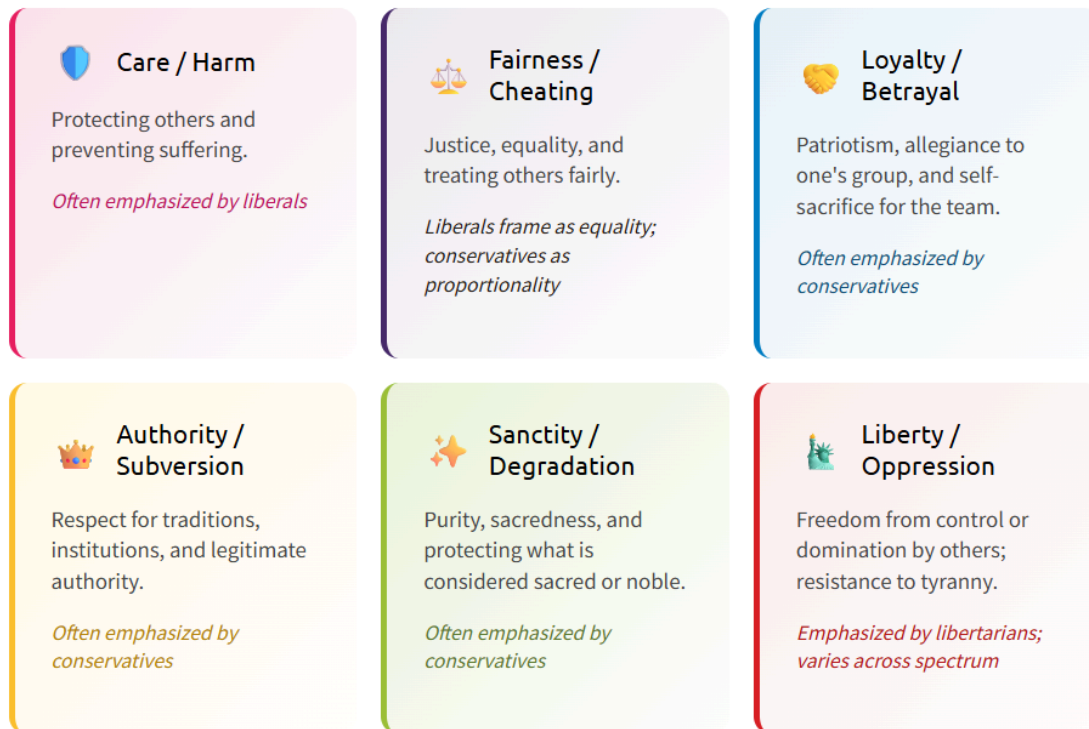 Care / Harm
Protecting others and
preventing suffering.
Often emphasized by liberals
Fairness /
Cheating
Justice, equality, and
treating others fairly.
Liberals frame as equality;
conservatives as
proportionality
Loyalty /
Betrayal
Patriotism, allegiance to
one's group, and self-
sacrifice for the team.
Often emphasized by
conservatives
Authority /
Subversion
Respect for traditions,
institutions, and legitimate
authority.
Often emphasized by
conservatives
Sanctity /
Degradation
Purity, sacredness, and
protecting what is
considered sacred or noble.
Often emphasized by
conservatives
Liberty /
Oppression
Freedom from control or
domination by others;
resistance to tyranny.
Emphasized by libertarians;
varies across spectrum